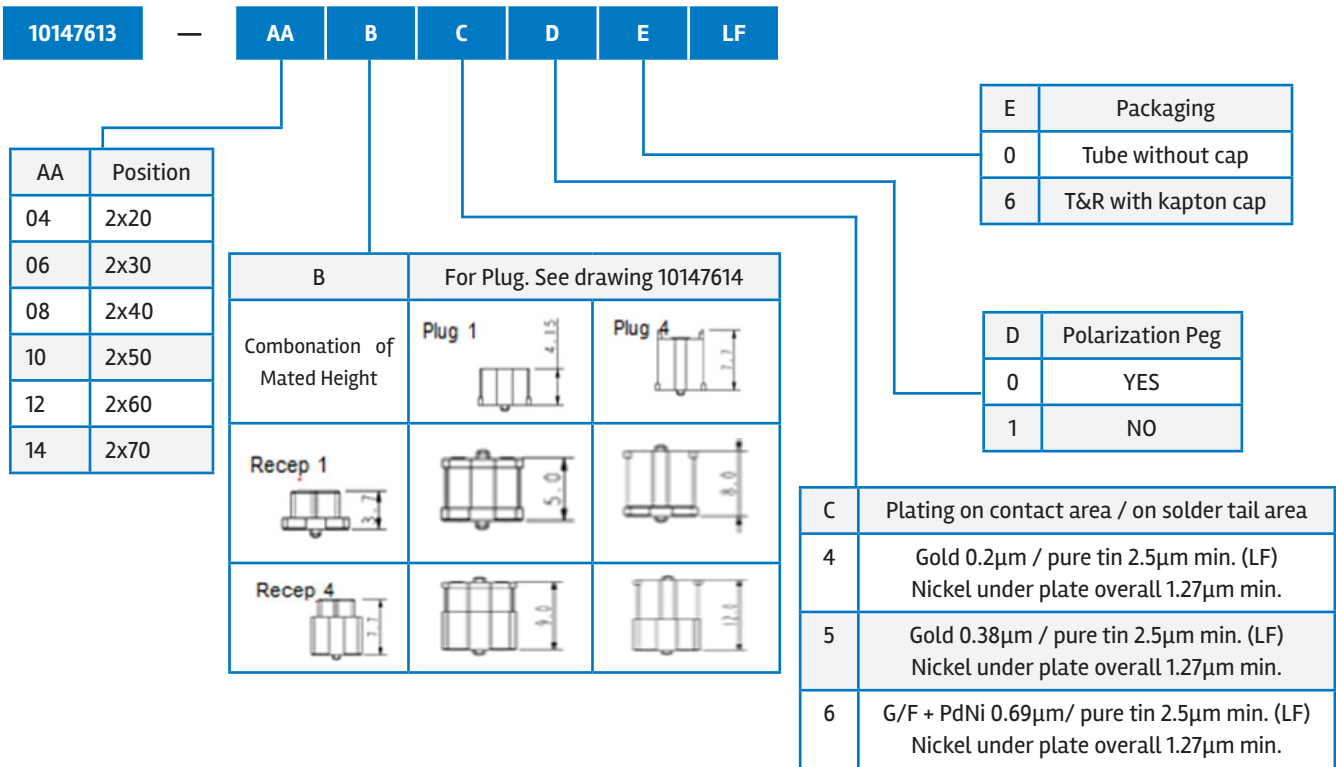 10147613 — AA B C D E LF
AA Position
04 2x20
06 2x30
08 2x40
10 2x50
12 2x60
14 2x70
B For Plug. See drawing 10147614
Combonation of
Mated Height
Plug 1
4.15
Plug 4
7.7
Recep 1
3.7
5.0
8.0
Recep 4
7.7
9.0
12.0
E Packaging
0 Tube without cap
6 T&R with kapton cap
D Polarization Peg
0 YES
1 NO
C Plating on contact area / on solder tail area
4 Gold 0.2µm / pure tin 2.5µm min. (LF)
Nickel under plate overall 1.27µm min.
5 Gold 0.38µm / pure tin 2.5µm min. (LF)
Nickel under plate overall 1.27µm min.
6 G/F + PdNi 0.69µm/ pure tin 2.5µm min. (LF)
Nickel under plate overall 1.27µm min.